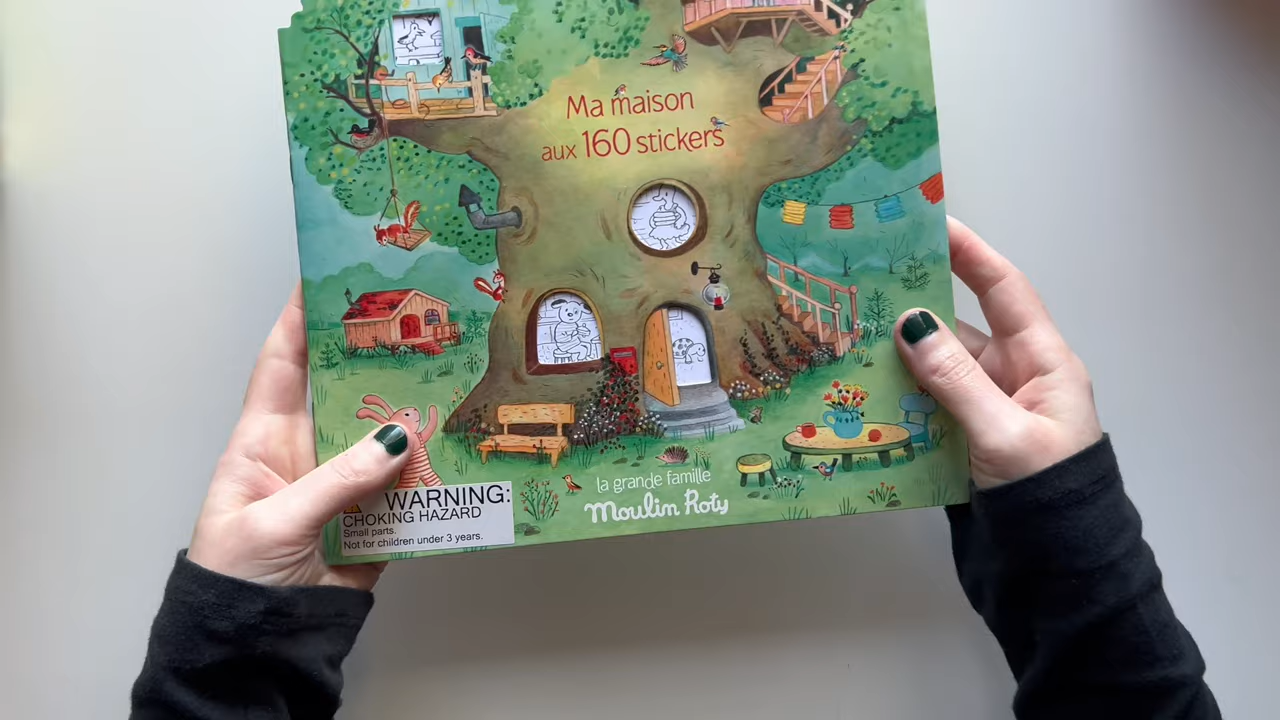 Ma maison
aux 160 stickers
la grande famille
Moulin Roty
WARNING:
CHOKING HAZARD
Small parts.
Not for children under 3 years.